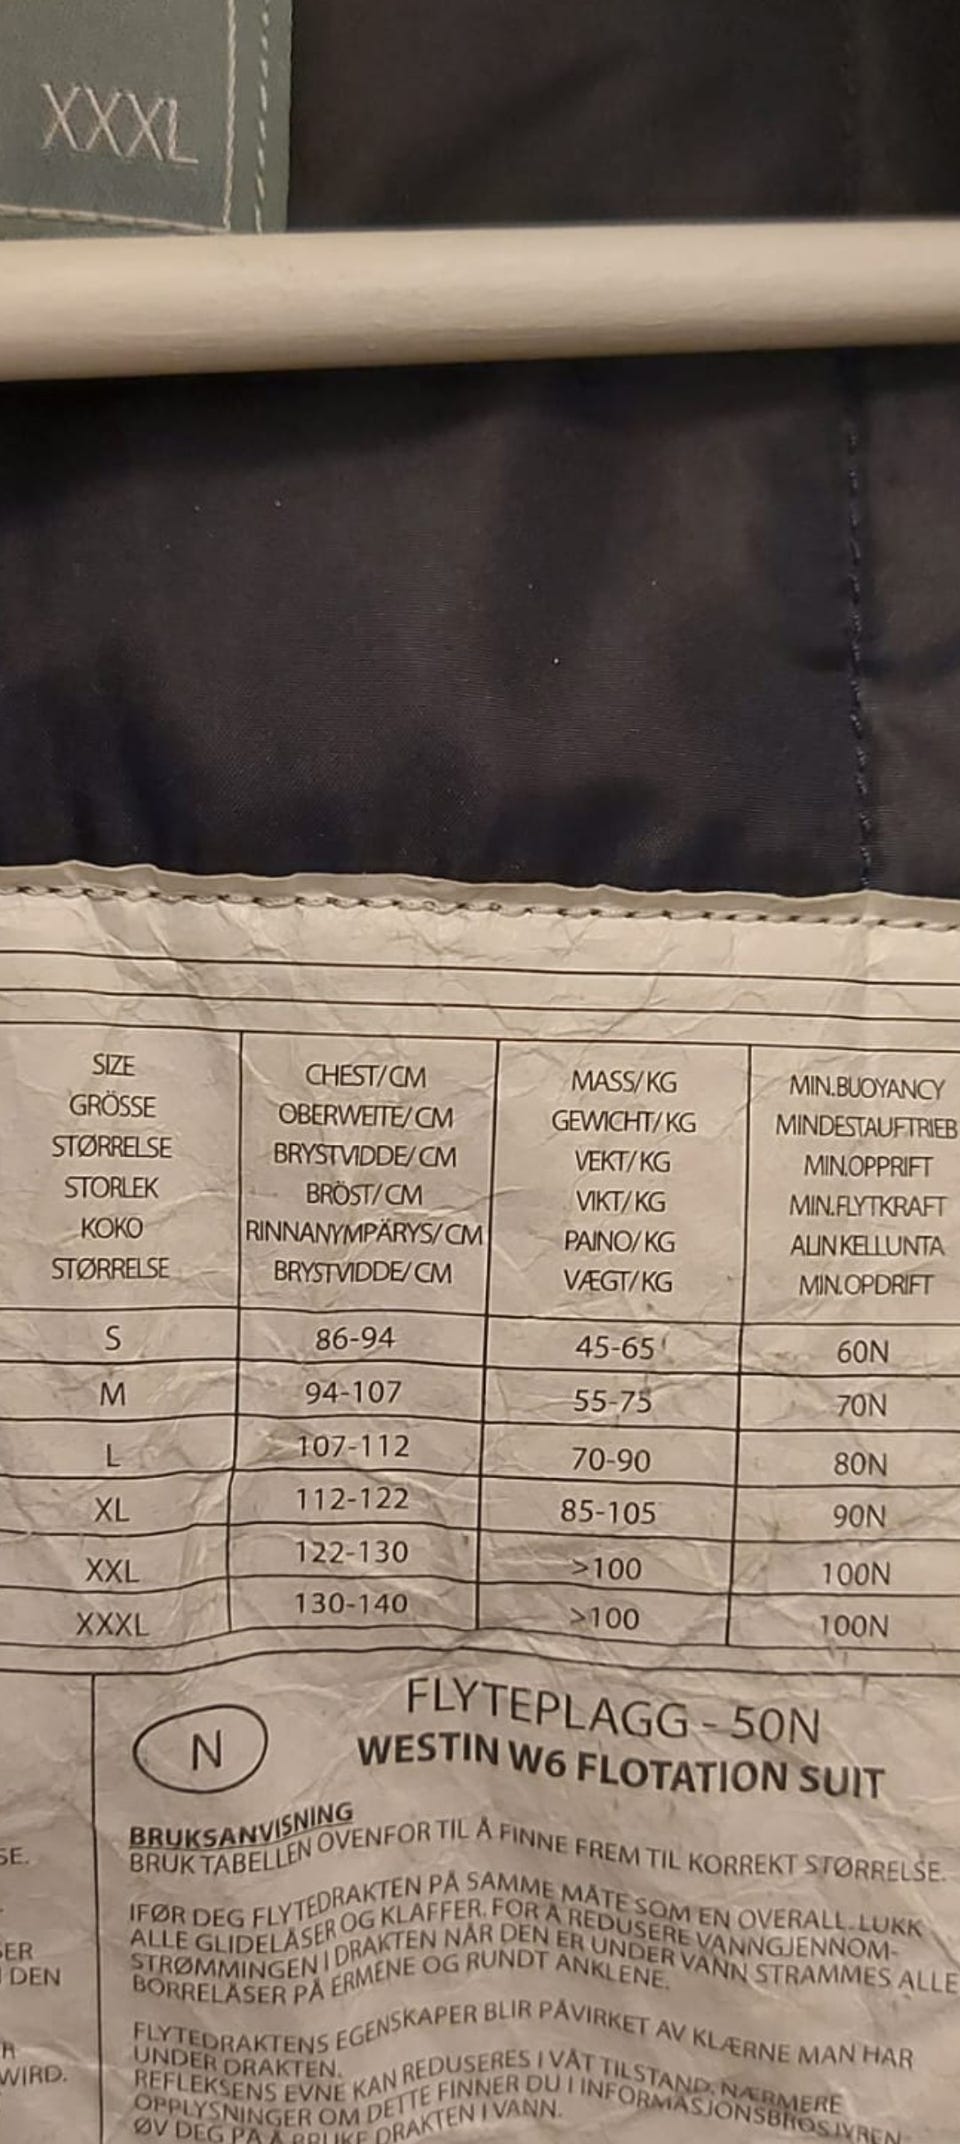 XXXL
SIZE
GRÖSSE
STØRRELSE
STORLEK
KOKO
STØRRELSE
CHEST/CM
OBERWEITE/CM
BRYSTVIDDE/CM
BRÖST/CM
RINNANYMPÄRYS/CM
BRYSTVIDDE/CM
MASS/KG
GEWICHT/KG
VEKT/KG
VIKT/KG
PAINO/KG
VÆGT/KG
MIN.BUOYANCY
MINDESTAUFTRIEB
MIN.OPPRIFT
MIN.FLYTKRAFT
ALIN KELLUNTA
MIN.OPDRIFT
S 86-94 45-65 60N
M 94-107 55-75 70N
L 107-112 70-90 80N
XL 112-122 85-105 90N
XXL 122-130 >100 100N
XXXL 130-140 >100 100N
N
FLYTEPLAGG - 50N
WESTIN W6 FLOTATION SUIT
BRUKSANVISNING
BRUK TABELLEN OVENFOR TIL Å FINNE FREM TIL KORREKT STØRRELSE.
IFØR DEG FLYTEDRAKTEN PÅ SAMME MÅTE SOM EN OVERALL. LUKK
ALLE GLIDELÅSER OG KLAFFER. FOR Å REDUSERE VANNGJENNOM-
STRØMMINGEN I DRAKTEN NÅR DEN ER UNDER VANN STRAMMES ALLE
BORRELÅSER PÅ ERMENE OG RUNDT ANKLENE.
FLYTEDRAKTENS EGENSKAPER BLIR PÅVIRKET AV KLÆRNE MAN HAR
UNDER DRAKTEN.
REFLEKSENS EVNE KAN REDUSERES I VÅT TILSTAND. NÆRMERE
OPPLYSNINGER OM DETTE FINNER DU I INFORMASJONSBROSJYREN.
ØV DEG PÅ Å BRUKE DRAKTEN I VANN.
SE.
ER
DEN
R
WIRD.